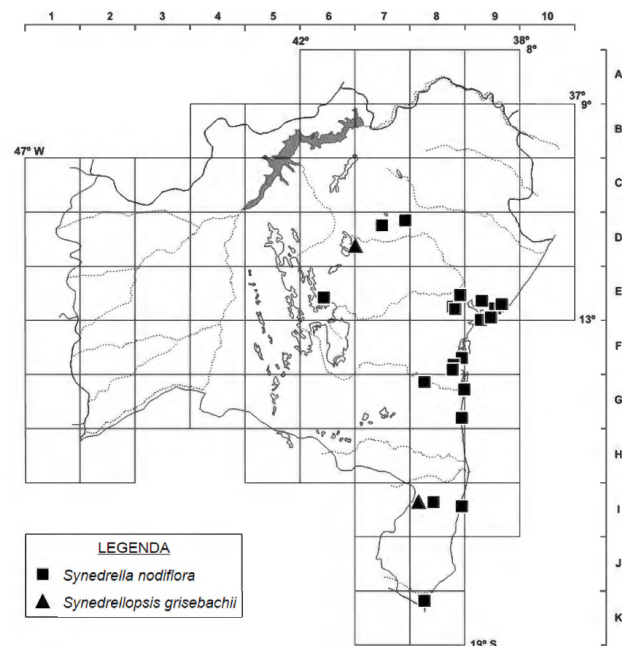 1 2 3 4 5 6 7 8 9 10
42° 38°
8°
A
37°
9°
B
47° W
C
D
E
13°
F
G
H
I
LEGENDA
Synedrella nodiflora
J
Synedrellopsis grisebachii
K
19° S